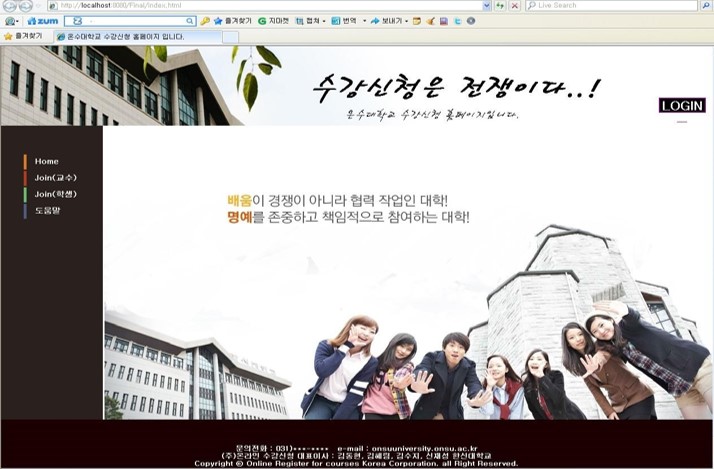 http://localhost:8080/Final/index.html
Live Search
zum
즐겨찾기
지마켓
캡쳐
번역
보내기
즐겨찾기
온수대학교 수강신청 홈페이지 입니다.
수강신청은 전쟁이다..!
온수대학교 수강신청 홈페이지입니다.
LOGIN
Home
Join(교수)
Join(학생)
도움말
배움이 경쟁이 아니라 협력 작업인 대학!
명예를 존중하고 책임적으로 참여하는 대학!
문의전화 : 031)***-**** e-mail : onsuuniversity.onsu.ac.kr
(주)온라인 수강신청 대표이사 : 김동현, 김혜림, 김수지, 신재성 한신대학교
Copyright © Online Register for courses Korea Corporation. all Right Reserved.